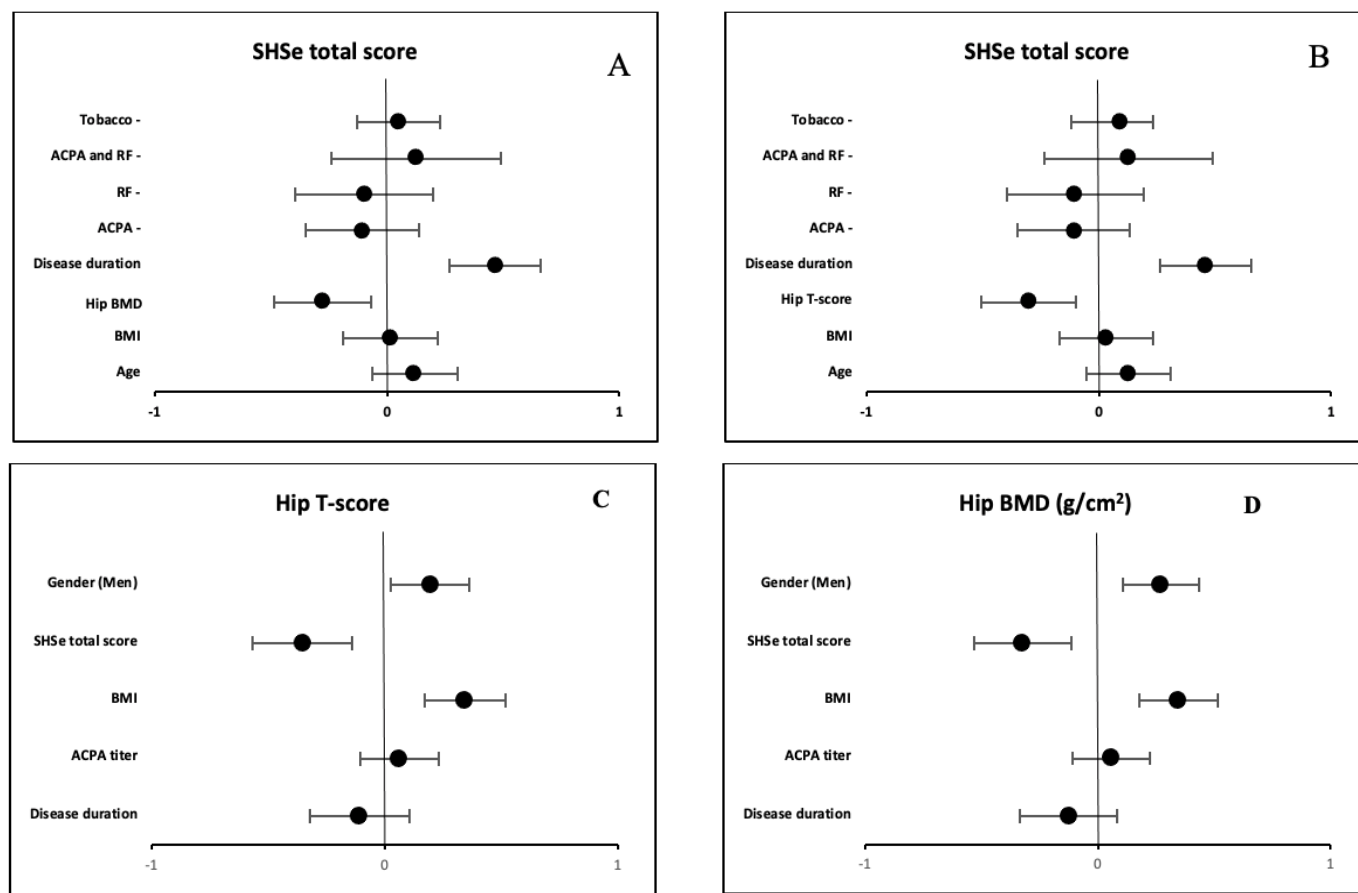 SHSe total score
A
Tobacco -
ACPA and RF -
RF -
ACPA -
Disease duration
Hip BMD
BMI
Age
-1 0 1
SHSe total score
B
Tobacco -
ACPA and RF -
RF -
ACPA -
Disease duration
Hip T-score
BMI
Age
-1 0 1
Hip T-score
C
Gender (Men)
SHSe total score
BMI
ACPA titer
Disease duration
-1 0 1
Hip BMD (g/cm²)
D
Gender (Men)
SHSe total score
BMI
ACPA titer
Disease duration
-1 0 1